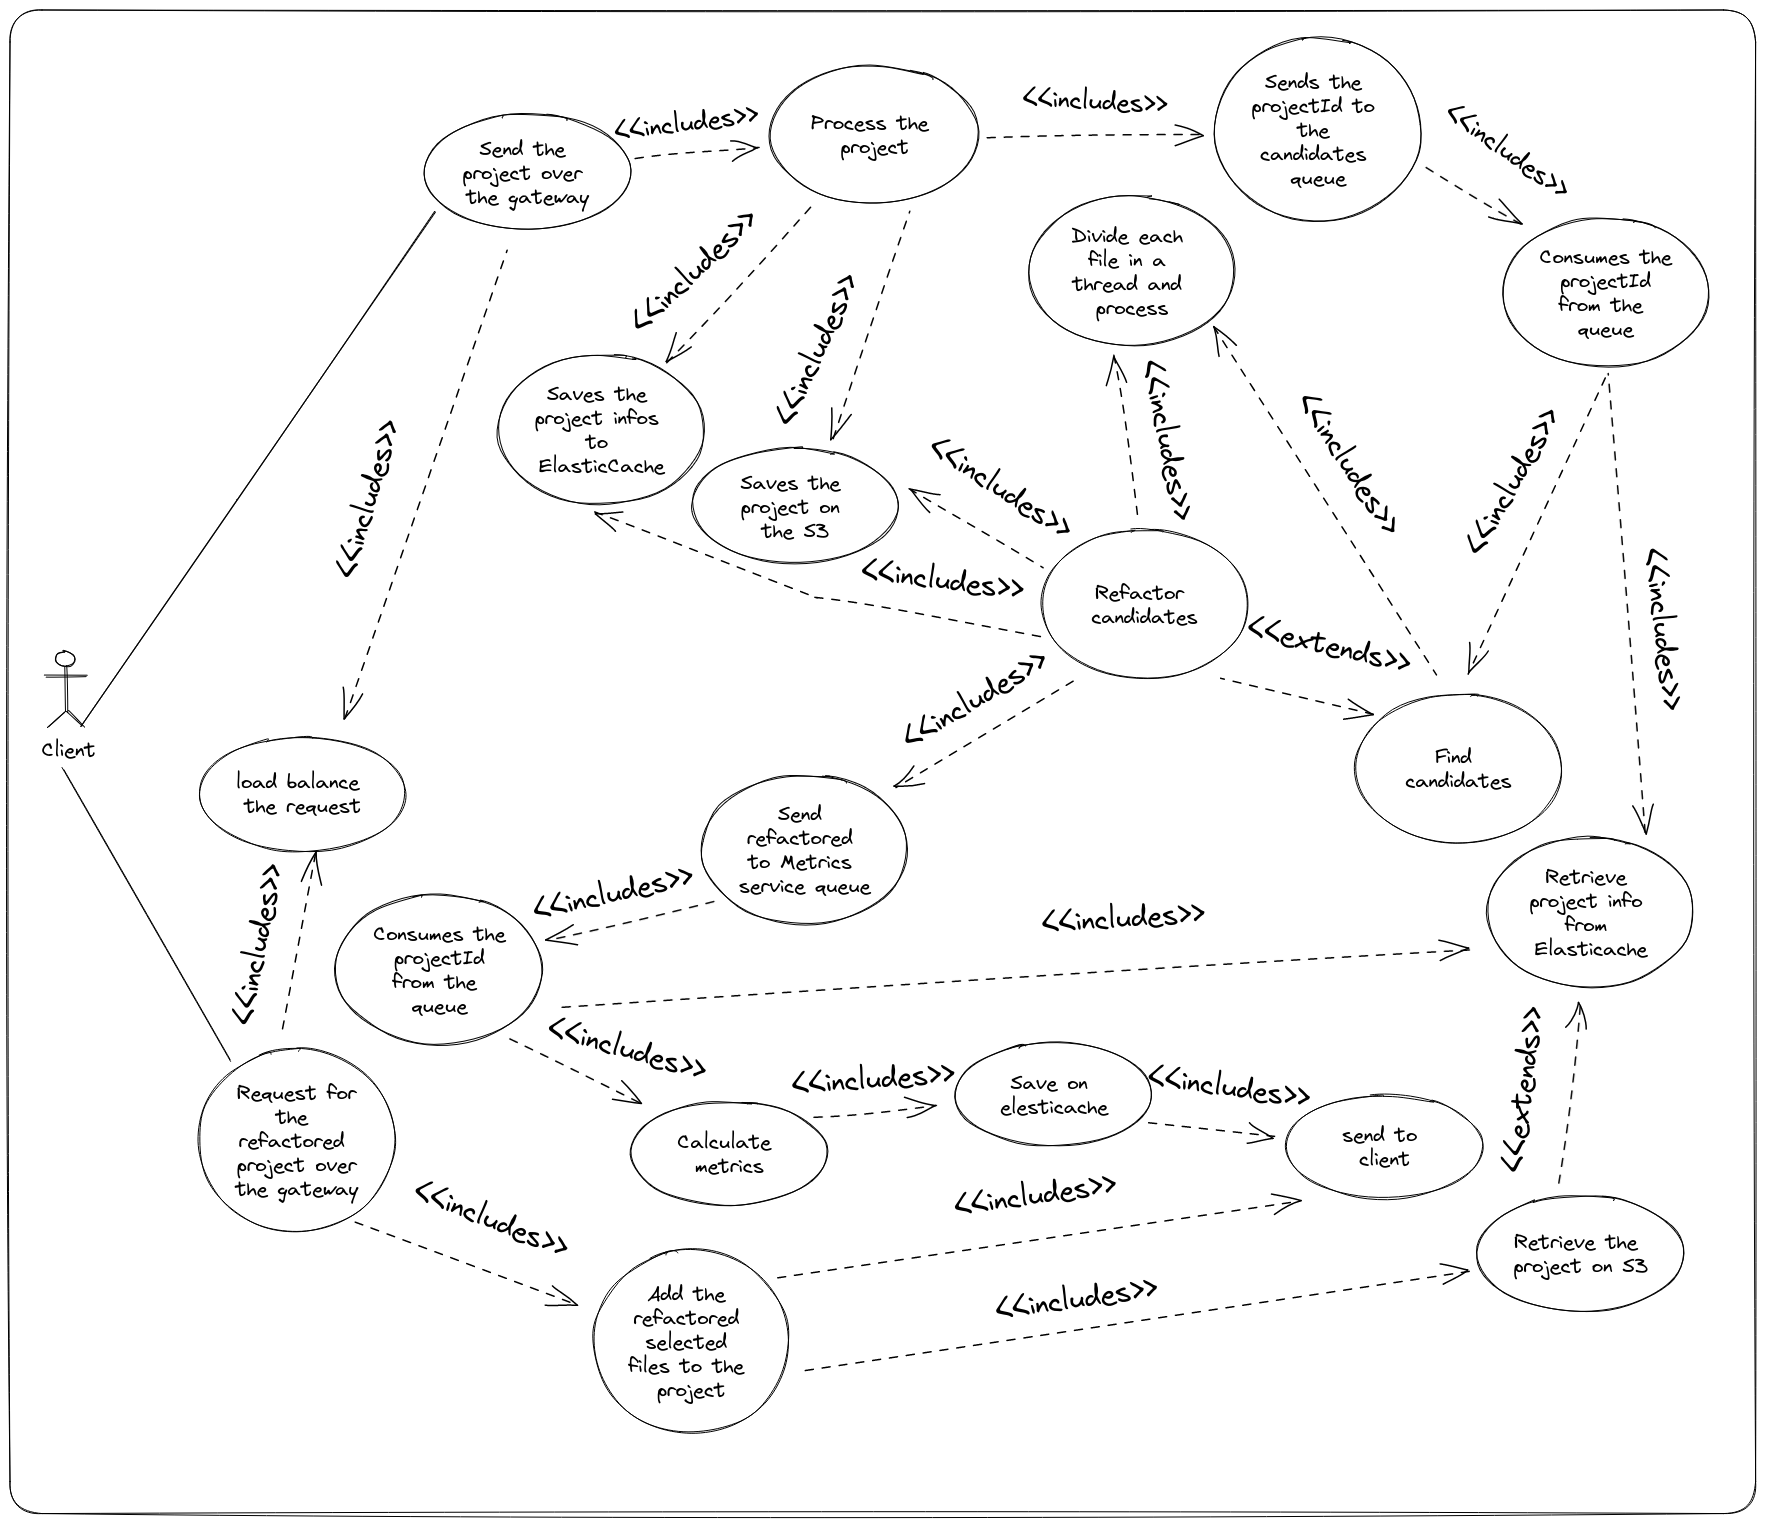 Send the
project over
the gateway
<<includes>>
Process the
project
<<includes>>
Sends the
projectId to
the
candidates
queue
<<includes>>
Divide each
file in a
thread and
process
Consumes the
projectId
from the
queue
<<includes>>
<<includes>>
<<includes>>
Saves the
project infos
to
ElasticCache
Saves the
project on
the S3
<<includes>>
<<includes>>
<<includes>>
<<includes>>
<<includes>>
<<includes>>
Refactor
candidates
<<extends>>
<<includes>>
<<includes>>
Client
load balance
the request
Find
candidates
Send
refactored
to Metrics
service queue
<<includes>>
<<includes>>
Consumes the
projectId
from the
queue
<<includes>>
Retrieve
project info
from
Elasticache
<<includes>>
<<includes>>
Save on
elesticache
<<includes>>
<<extends>>
Request for
the
refactored
project over
the gateway
Calculate
metrics
send to
client
<<includes>>
<<includes>>
Retrieve the
project on S3
<<includes>>
Add the
refactored
selected
files to the
project